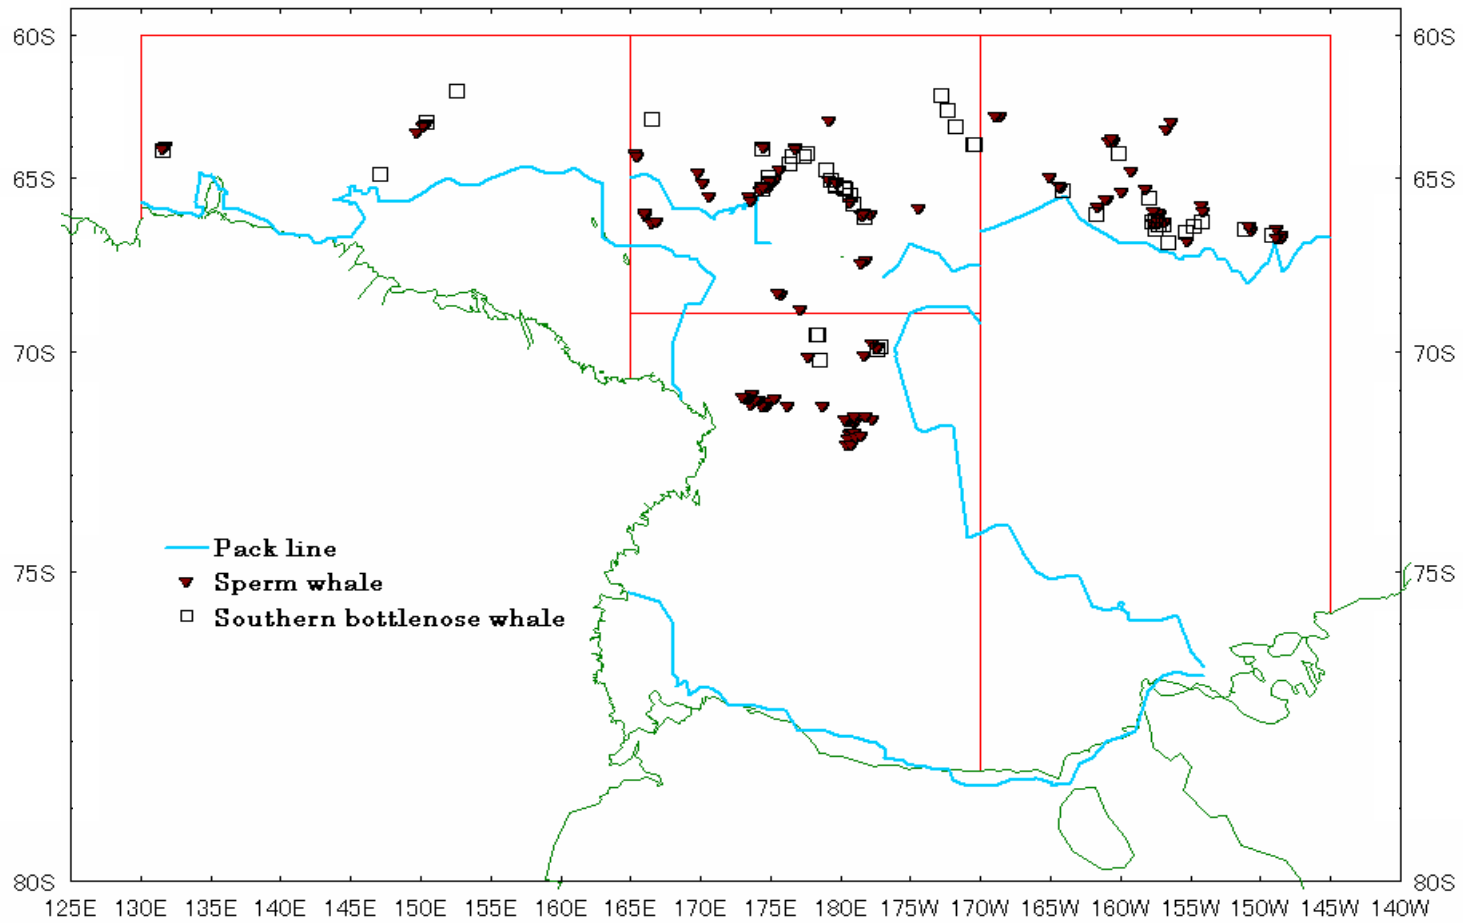 60S 60S
65S 65S
70S 70S
Pack line
75S Sperm whale 75S
Southern bottlenose whale
80S 80S
125E 130E 135E 140E 145E 150E 155E 160E 165E 170E 175E 180E 175W 170W 165W 160W 155W 150W 145W 140W